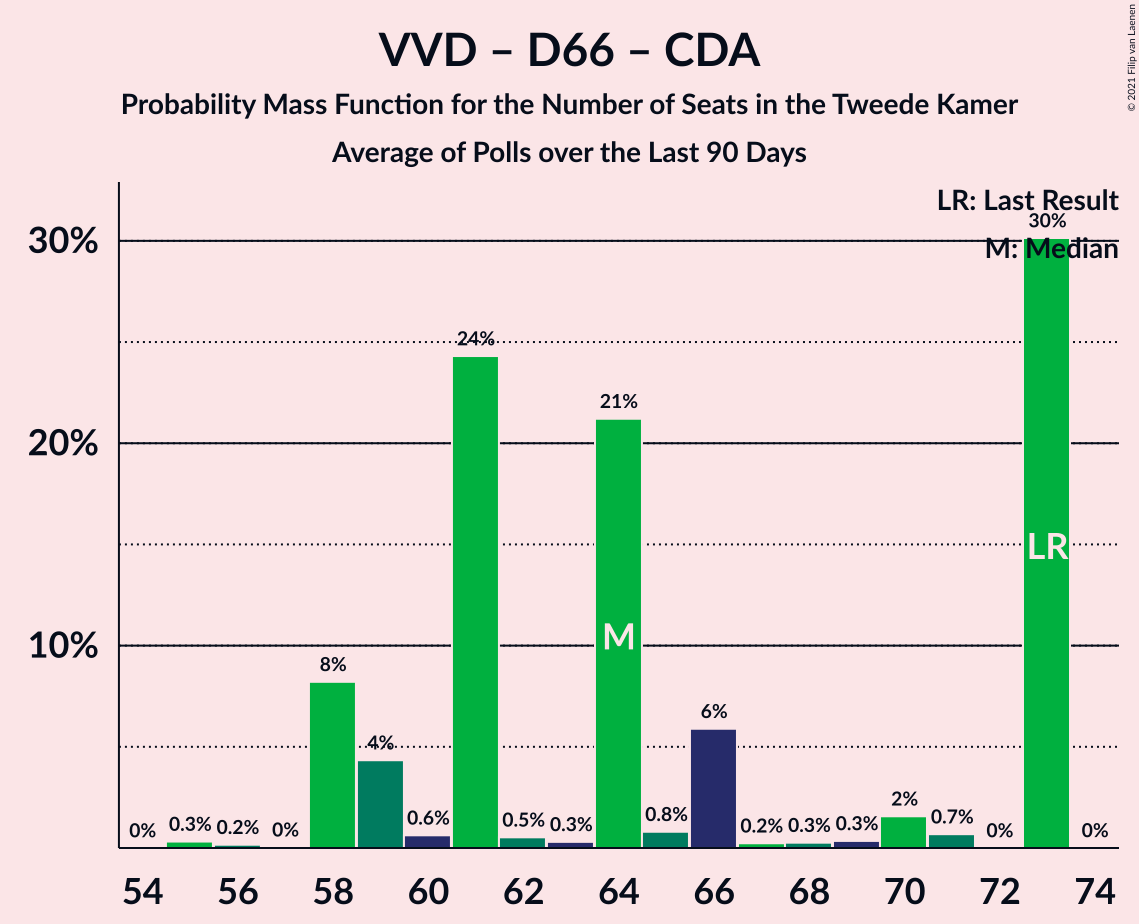 VVD – D66 – CDA
Probability Mass Function for the Number of Seats in the Tweede Kamer
Average of Polls over the Last 90 Days
© 2021 Filip van Laenen
LR: Last Result
M: Median
30%
20%
10%
0%
0.3%
0.2%
0%
8%
4%
0.6%
24%
0.5%
0.3%
21%
0.8%
6%
0.2%
0.3%
0.3%
2%
0.7%
0%
30%
0%
M
LR
54 56 58 60 62 64 66 68 70 72 74